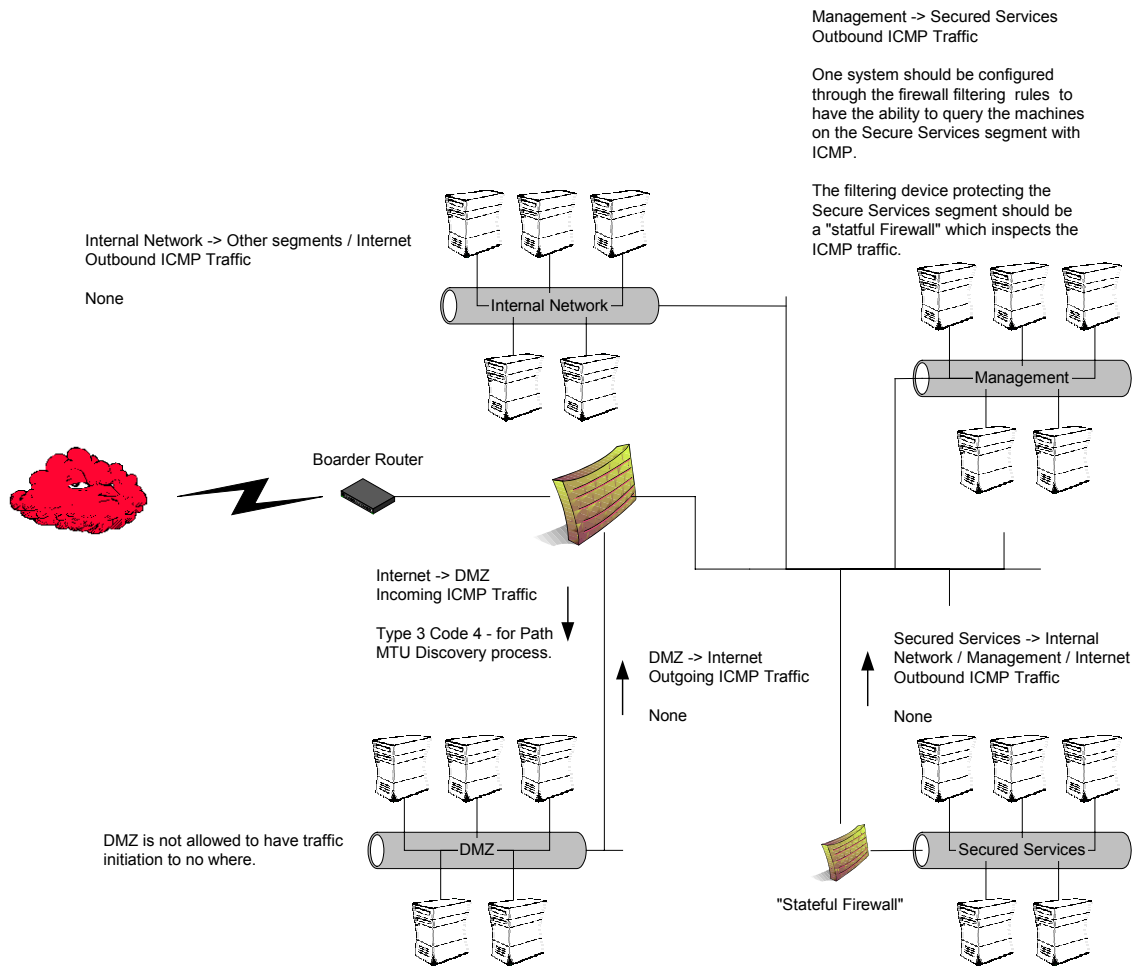 Management -> Secured Services
Outbound ICMP Traffic
One system should be configured
through the firewall filtering rules to
have the ability to query the machines
on the Secure Services segment with
ICMP.
The filtering device protecting the
Secure Services segment should be
a "statful Firewall" which inspects the
ICMP traffic.
Internal Network -> Other segments / Internet
Outbound ICMP Traffic
None
Internal Network
Management
Boarder Router
Internet -> DMZ
Incoming ICMP Traffic
Type 3 Code 4 - for Path
MTU Discovery process.
DMZ -> Internet
Outgoing ICMP Traffic
None
Secured Services -> Internal
Network / Management / Internet
Outbound ICMP Traffic
None
DMZ is not allowed to have traffic
initiation to no where.
DMZ
Secured Services
"Stateful Firewall"